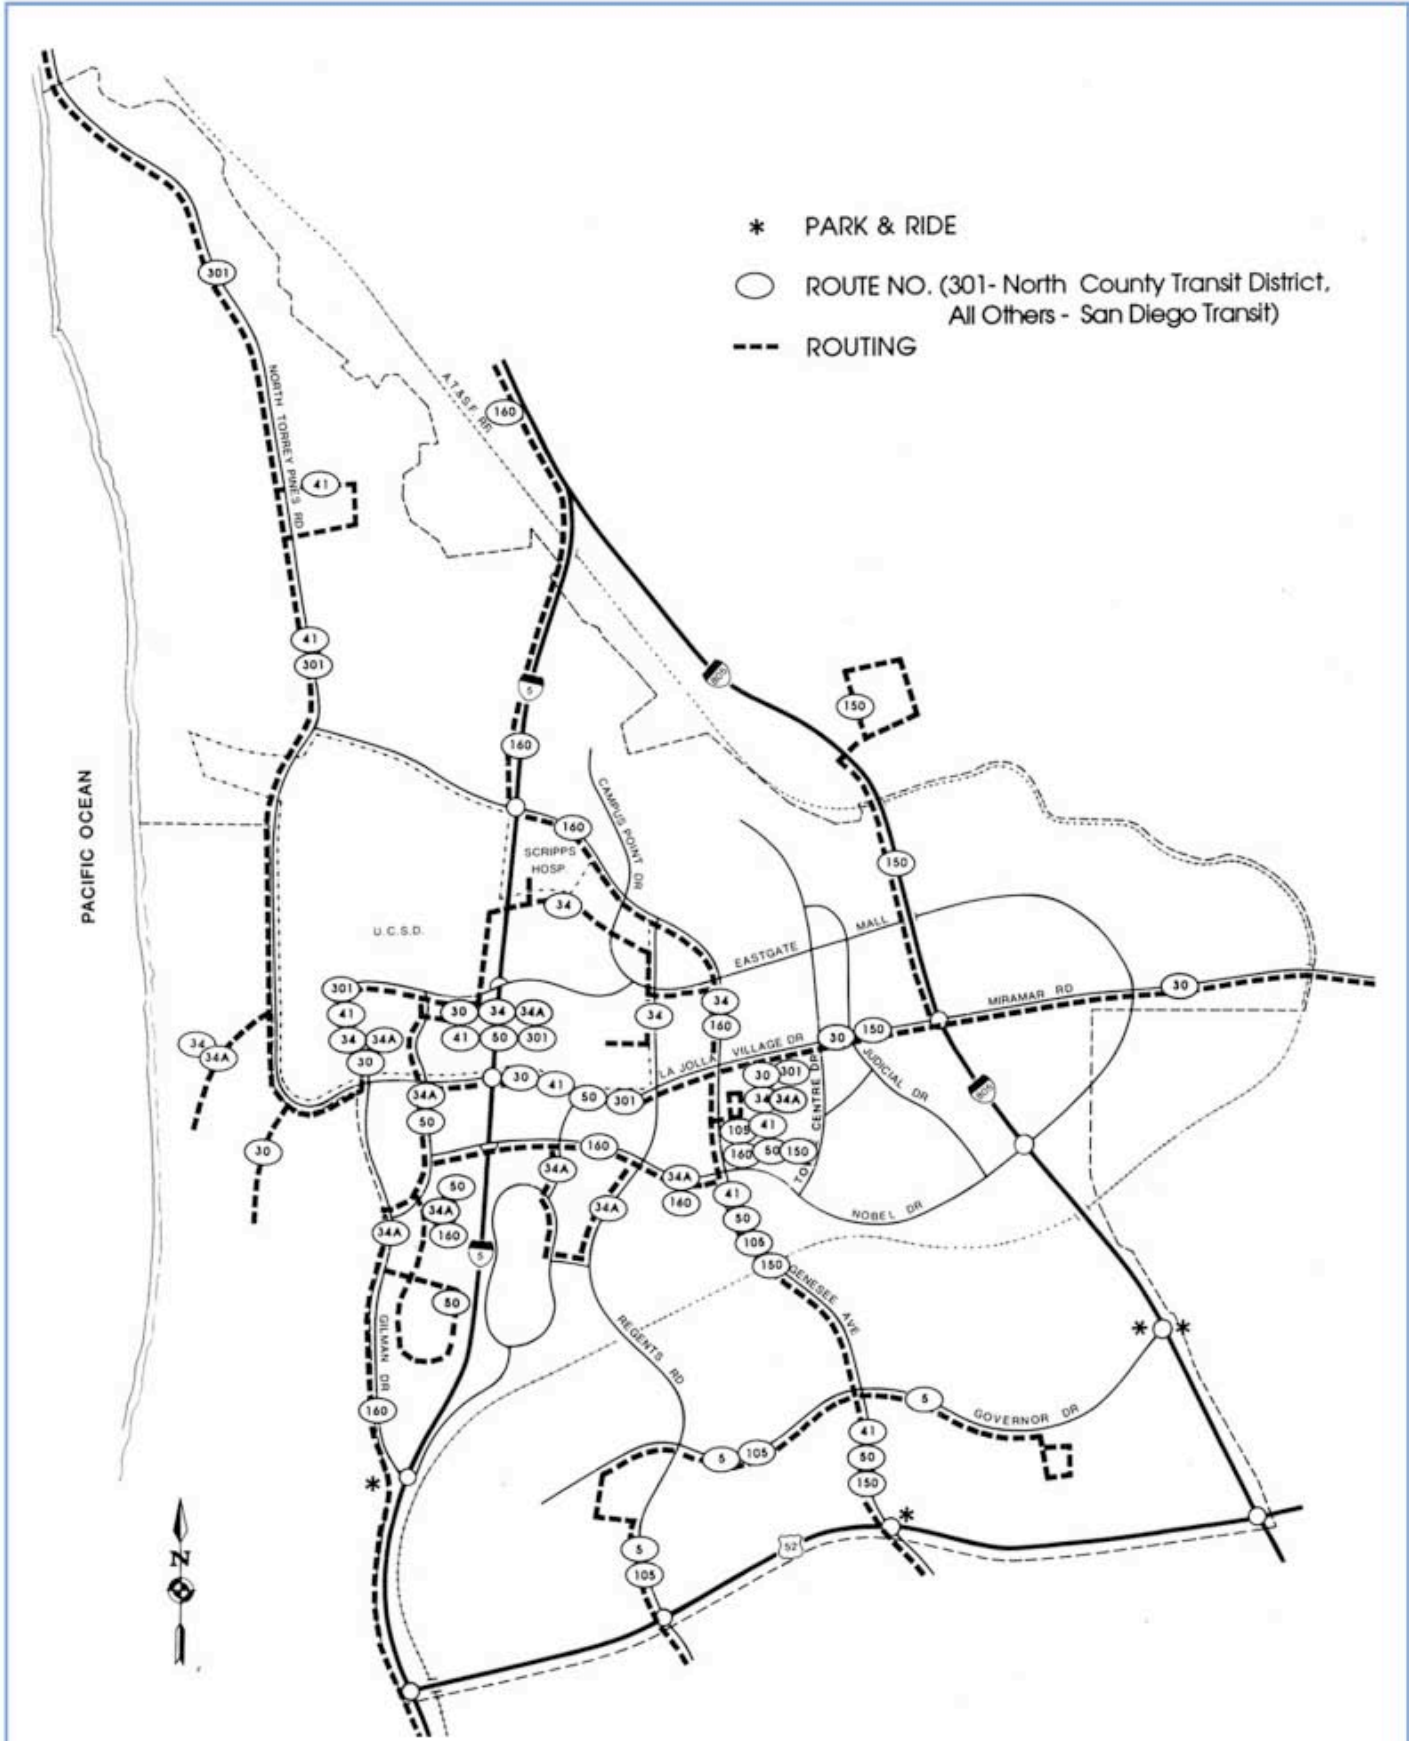 * PARK & RIDE
ROUTE NO. (301- North County Transit District,
All Others - San Diego Transit)
ROUTING
301
A.T.&S.F. RR.
160
NORTH TORREY PINES RD
41
41
301
5
805
150
160
PACIFIC OCEAN
CAMPUS POINT DR
160
SCRIPPS
HOSP.
150
34
U.C.S.D.
EASTGATE MALL
301
41
34 34A
30
30 34 34A
41 50 301
34
34
160
MIRAMAR RD
30
34
34A
LA JOLLA VILLAGE DR
30
150
JUDICIAL DR
805
30
41
50
301
30 301
34 34A
105 41
160 50 150
CENTRE DR
34A
50
30
160
34A
34A
160
50
34A
160
34A
34A
41
50
105
150
NOBEL DR
5
50
GENESEE AVE
GILMAN DR
REGENTS RD
*
*
160
5
GOVERNOR DR
41
50
150
5
105
*
*
N
52
5
105